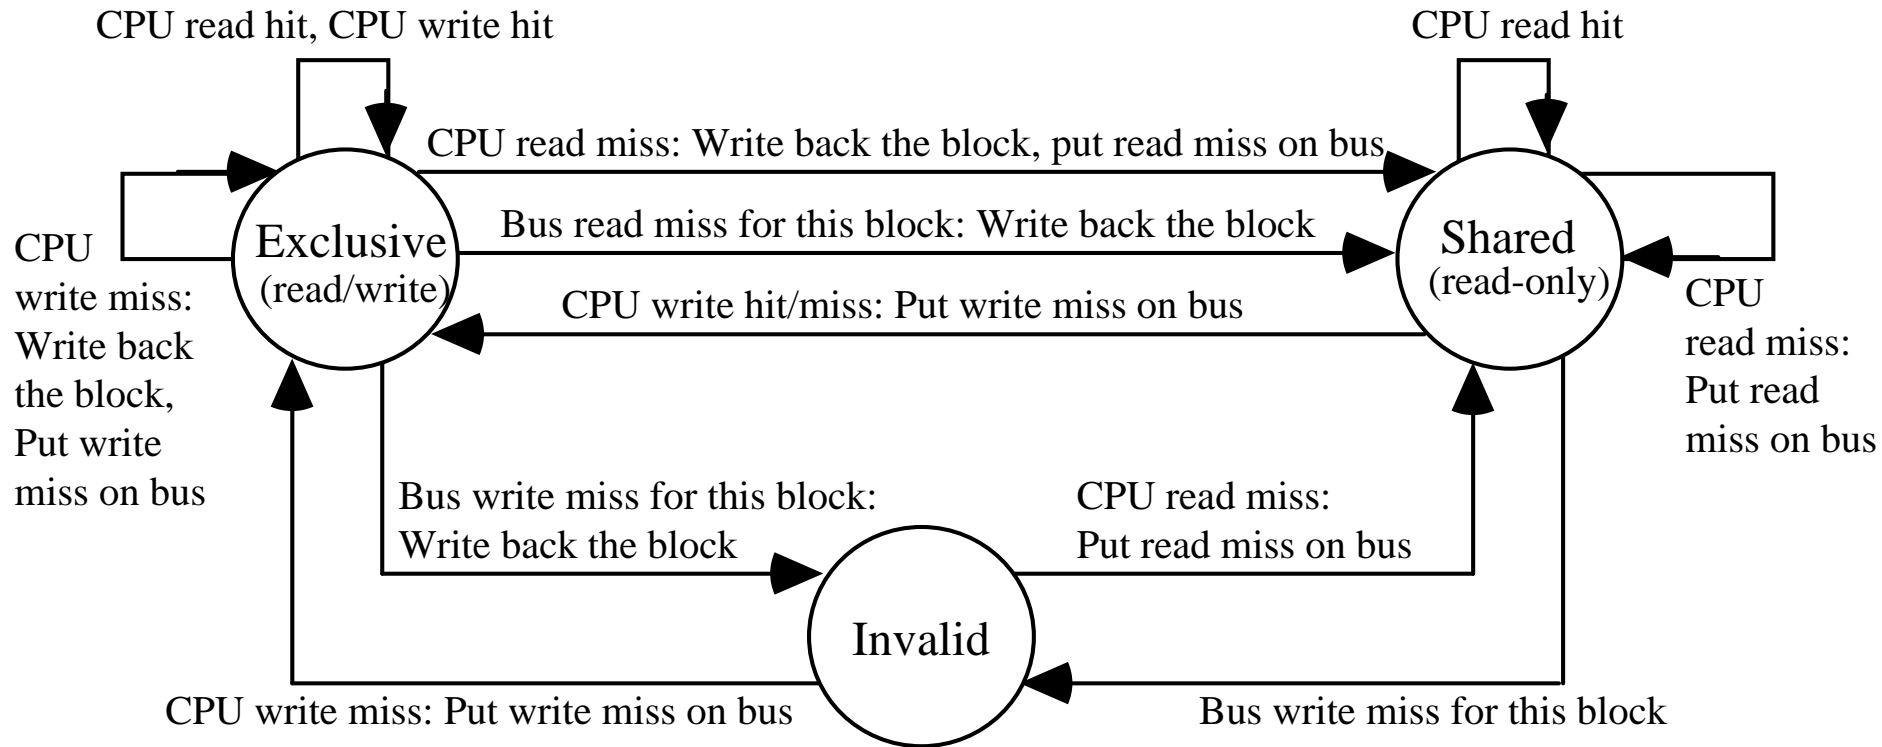 CPU read hit, CPU write hit
CPU read hit
CPU read miss: Write back the block, put read miss on bus
Bus read miss for this block: Write back the block
CPU write hit/miss: Put write miss on bus
Exclusive
(read/write)
Shared
(read-only)
CPU
write miss:
Write back
the block,
Put write
miss on bus
CPU
read miss:
Put read
miss on bus
Bus write miss for this block:
Write back the block
CPU read miss:
Put read miss on bus
Invalid
CPU write miss: Put write miss on bus
Bus write miss for this block